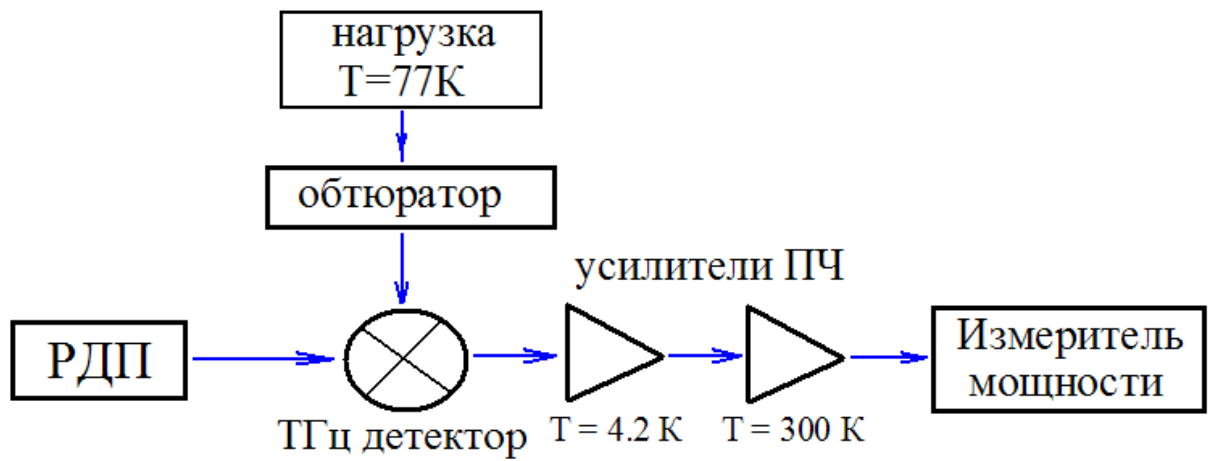 нагрузка
T=77K
обтюратор
усилители ПЧ
РДП
Измеритель
мощности
ТГц детектор
T = 4.2 K
T = 300 K